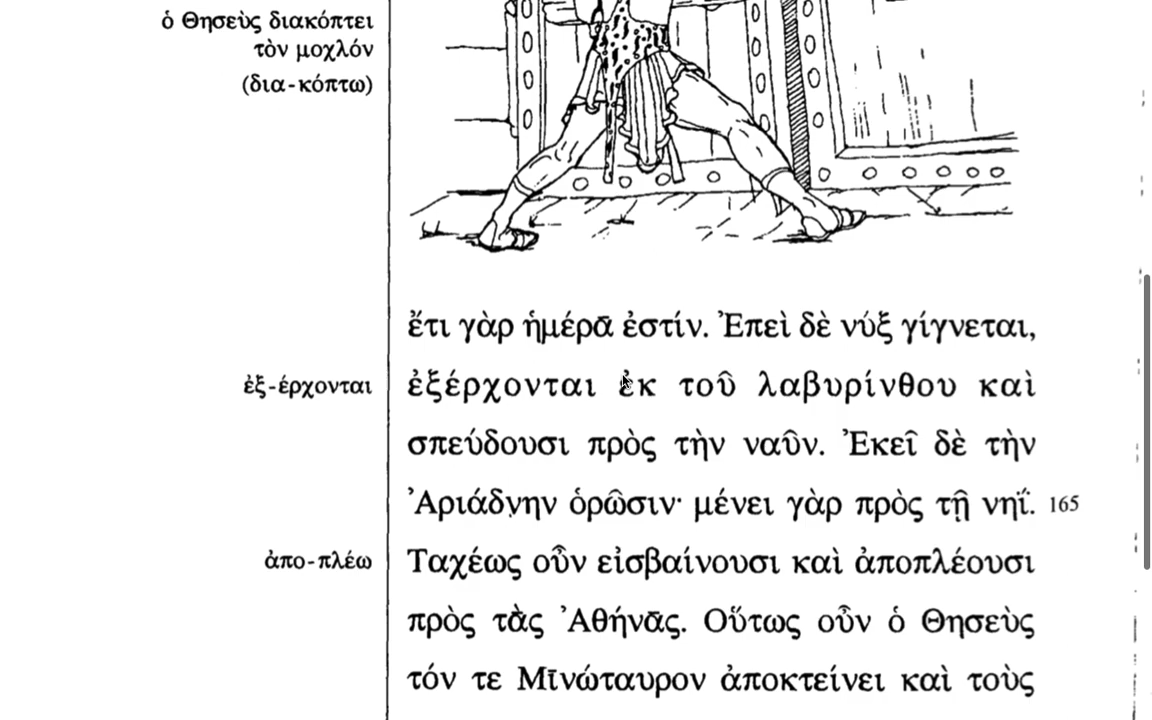 ὁ Θησεὺς διακόπτει
τὸν μοχλόν
(δια-κόπτω)
ἔτι γὰρ ἡμέρᾱ ἐστίν. Ἐπεὶ δὲ νύξ γίγνεται,
ἐξ-έρχονται
ἐξέρχονται ἐκ τοῦ λαβυρίνθου καὶ
σπεύδουσι πρὸς τὴν ναῦν. Ἐκεῖ δὲ τὴν
Ἀριάδνην ὁρῶσιν· μένει γὰρ πρὸς τῇ νηΐ. 165
ἀπο-πλέω
Ταχέως οὖν εἰσβαίνουσι καὶ ἀποπλέουσι
πρὸς τᾱ̀ς Ἀθήνᾱς. Οὕτως οὖν ὁ Θησεὺς
τόν τε Μῑνώταυρον ἀποκτείνει καὶ τοὺς